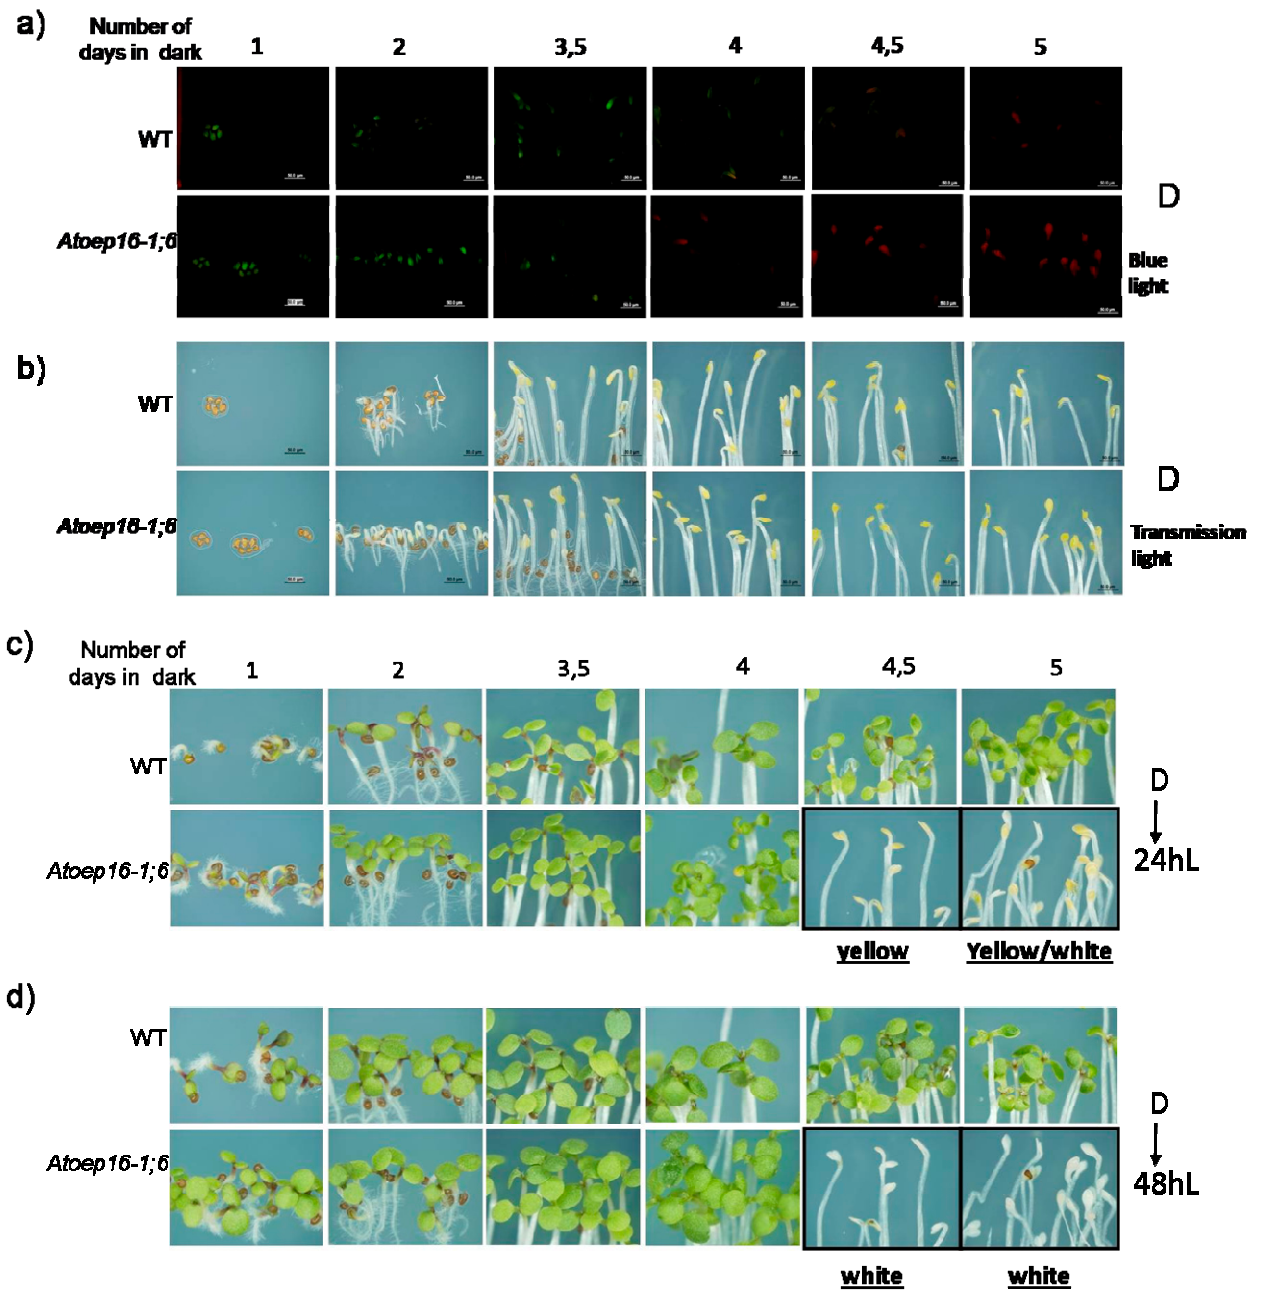 a)
Number of
days in dark
1
2
3,5
4
4,5
5
WT
Atoep16-1;6
D
Blue
light
b)
WT
Atoep16-1;6
D
Transmission
light
c)
Number of
days in dark
1
2
3,5
4
4,5
5
WT
Atoep16-1;6
D
24hL
yellow
Yellow/white
d)
WT
Atoep16-1;6
D
48hL
white
white